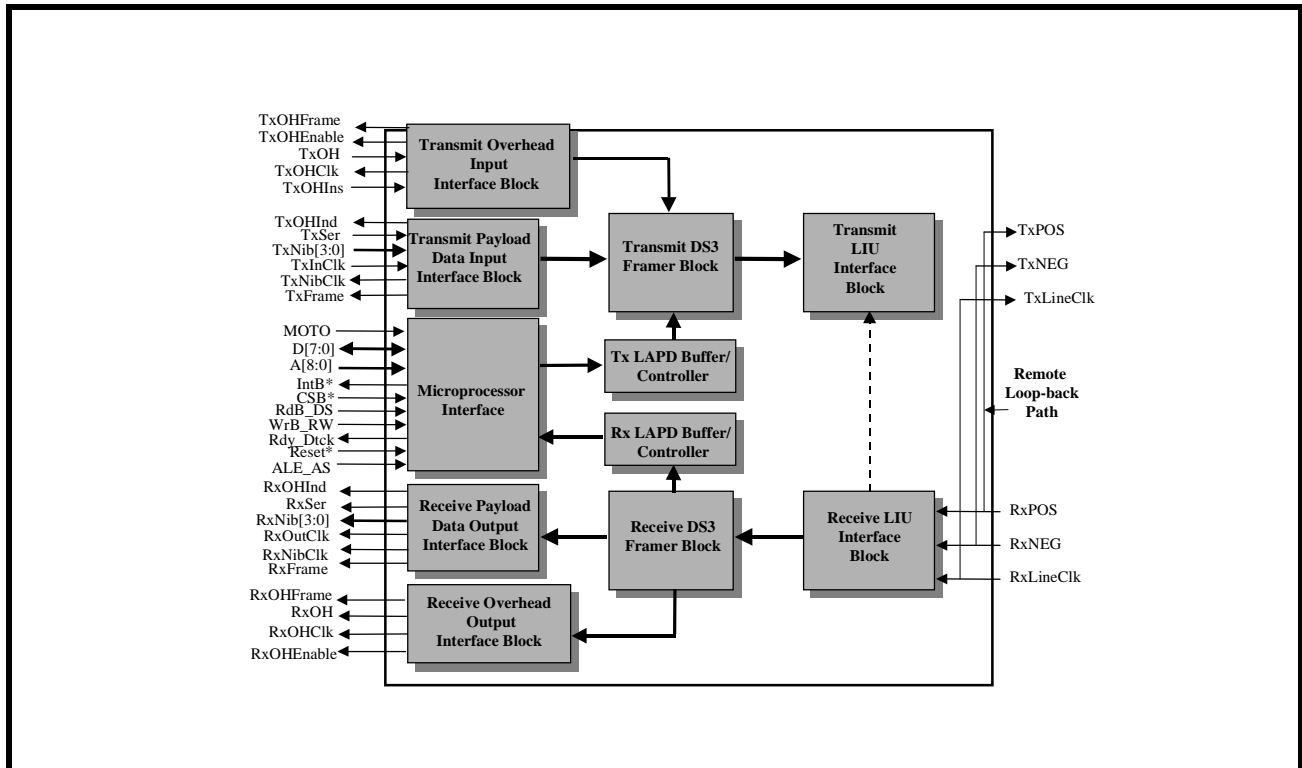 TxOHFrame
TxOHEnable
TxOH
TxOHClk
TxOHIns
Transmit Overhead
Input
Interface Block
TxOHInd
TxSer
TxNib[3:0]
TxInClk
TxNibClk
TxFrame
Transmit Payload
Data Input
Interface Block
Transmit DS3
Framer Block
Transmit
LIU
Interface
Block
TxPOS
TxNEG
TxLineClk
MOTO
D[7:0]
A[8:0]
IntB*
CSB*
RdB_DS
WrB_RW
Rdy_Dtck
Reset*
ALE_AS
Microprocessor
Interface
Tx LAPD Buffer/
Controller
Rx LAPD Buffer/
Controller
Remote
Loop-back
Path
RxOHInd
RxSer
RxNib[3:0]
RxOutClk
RxNibClk
RxFrame
Receive Payload
Data Output
Interface Block
Receive DS3
Framer Block
Receive LIU
Interface
Block
RxPOS
RxNEG
RxLineClk
RxOHFrame
RxOH
RxOHClk
RxOHEnable
Receive Overhead
Output
Interface Block